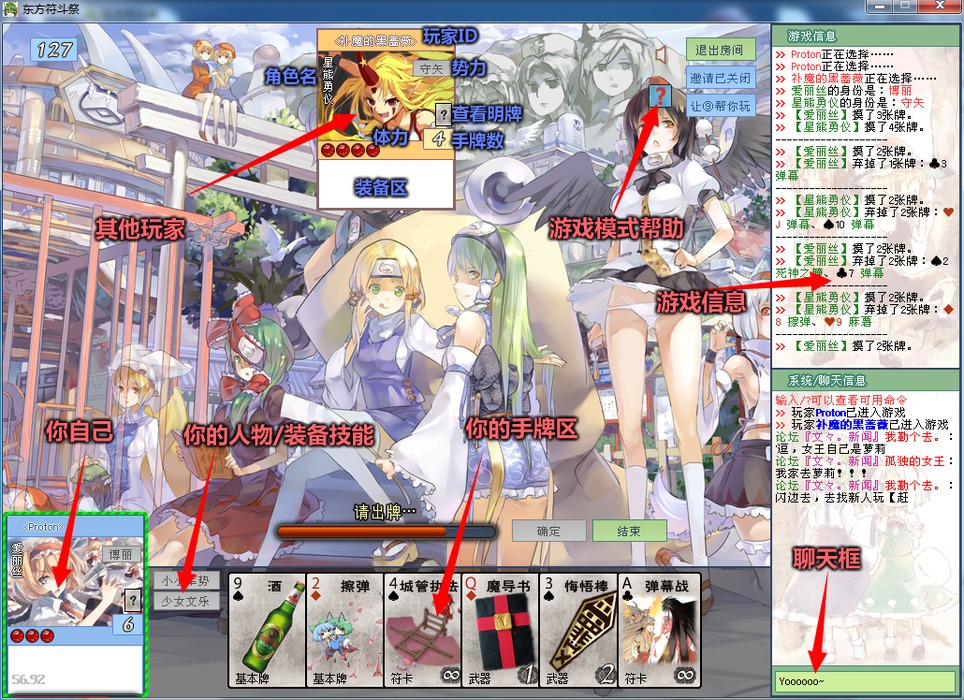 东方符斗祭
127
<补魔的黑蔷薇>
玩家ID
角色名
星熊勇仪
守矢
势力
?
查看明牌
体力
4
手牌数
装备区
其他玩家
退出房间
邀请已关闭
让⑨帮你玩
?
游戏模式帮助
游戏信息
你自己
你的人物/装备技能
你的手牌区
请出牌…
确定
结束
<Proton>
爱丽丝
博丽
?
6
56.92
少女文乐
9
酒
基本牌
2
擦弹
基本牌
4
城管执法
符卡
∞
Q
魔导书
武器
1
3
悔悟棒
武器
2
A
弹幕战
符卡
∞
游戏信息
>> Proton正在选择……
>> Proton正在选择……
>> 补魔的黑蔷薇正在选择……
>> 爱丽丝的身份是：博丽
>> 星熊勇仪的身份是：守矢
>> 【爱丽丝】摸了3张牌。
>> 【星熊勇仪】摸了4张牌。
--------------------
>> 【爱丽丝】摸了2张牌。
>> 【爱丽丝】弃掉了1张牌：♣3
弹幕
--------------------
>> 【星熊勇仪】摸了2张牌。
>> 【星熊勇仪】弃掉了2张牌：♥
J 弹幕、♠10 弹幕
--------------------
>> 【爱丽丝】摸了2张牌。
>> 【爱丽丝】弃掉了2张牌：♠2
死神之瞳、♣7 弹幕
--------------------
>> 【星熊勇仪】摸了2张牌。
>> 【星熊勇仪】弃掉了2张牌：♦
8 擦弹、♥9 麻薯
--------------------
>> 【爱丽丝】摸了2张牌。
系统/聊天信息
输入/?可以查看可用命令
>> 玩家Proton已进入游戏
>> 玩家补魔的黑蔷薇已进入游戏
论坛『文々。新闻』我勤个去。：
逗，女王自己是萝莉
论坛『文々。新闻』孤独的女王：
我家去萝莉！！！
论坛『文々。新闻』我勤个去。：
闪边去，去找新人玩【赶
聊天框
Yoooooo~